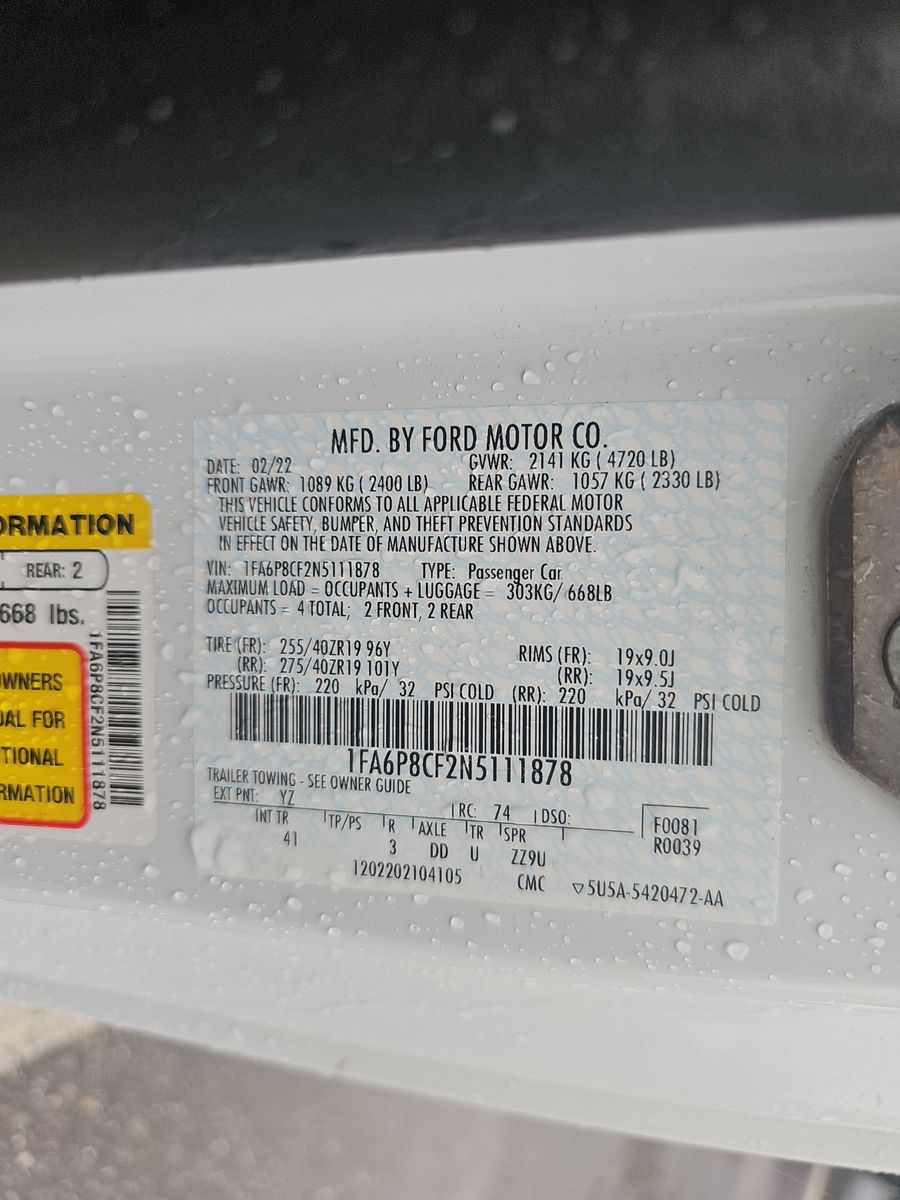 MFD. BY FORD MOTOR CO.
DATE: 02/22 GVWR: 2141 KG ( 4720 LB)
FRONT GAWR: 1089 KG ( 2400 LB) REAR GAWR: 1057 KG ( 2330 LB)
THIS VEHICLE CONFORMS TO ALL APPLICABLE FEDERAL MOTOR
VEHICLE SAFETY, BUMPER, AND THEFT PREVENTION STANDARDS
IN EFFECT ON THE DATE OF MANUFACTURE SHOWN ABOVE.
VIN: 1FA6P8CF2N5111878 TYPE: Passenger Car
MAXIMUM LOAD = OCCUPANTS + LUGGAGE = 303KG/ 668LB
OCCUPANTS = 4 TOTAL; 2 FRONT, 2 REAR
TIRE (FR): 255/40ZR19 96Y RIMS (FR): 19x9.0J
(RR): 275/40ZR19 101Y (RR): 19x9.5J
PRESSURE (FR): 220 kPa/ 32 PSI COLD (RR): 220 kPa/ 32 PSI COLD
1FA6P8CF2N5111878
TRAILER TOWING - SEE OWNER GUIDE
EXT PNT: YZ RC: 74 DSO: F0081
INT TR TP/PS R AXLE TR SPR R0039
41 3 DD U ZZ9U
1202202104105 CMC ▽5U5A-5420472-AA
ORMATION
REAR: 2
668 lbs.
WNERS
UAL FOR
TIONAL
RMATION
1FA6P8CF2N5111878